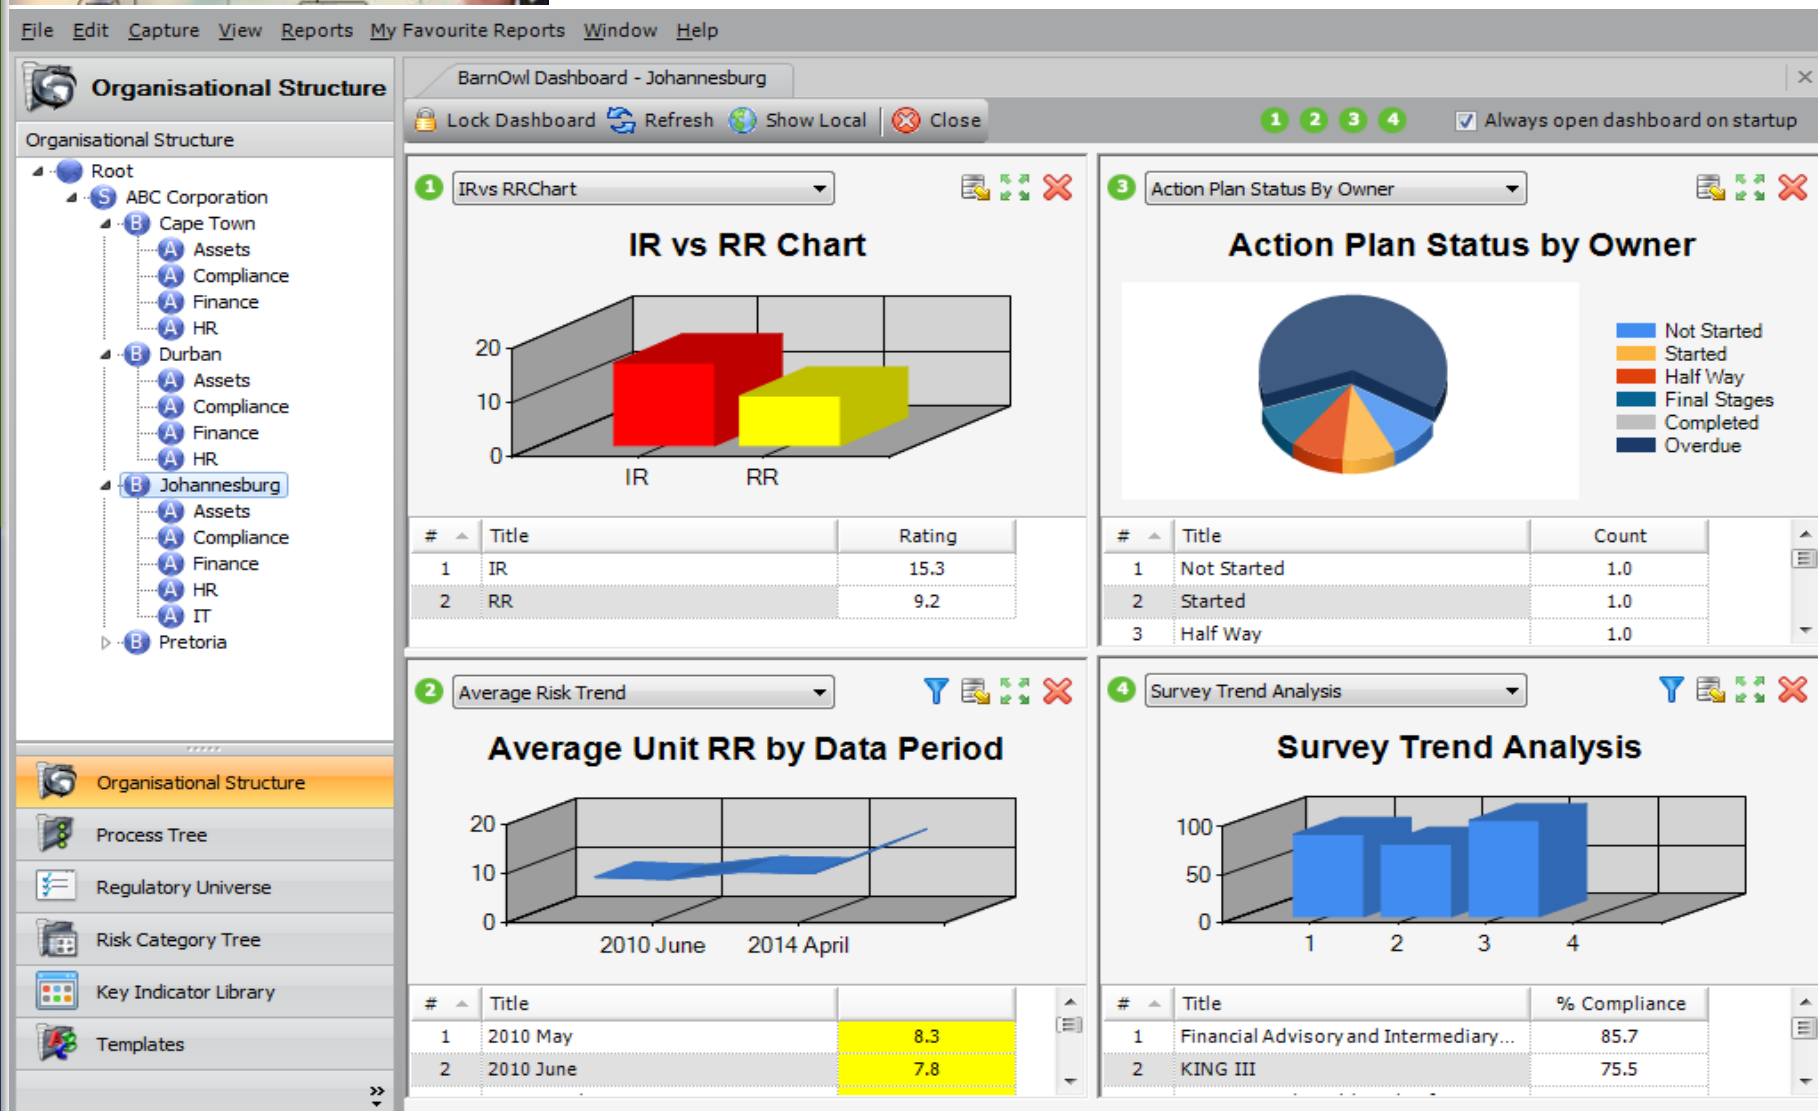 File Edit Capture View Reports My Favourite Reports Window Help
Organisational Structure
Organisational Structure
Root
S ABC Corporation
B Cape Town
A Assets
A Compliance
A Finance
A HR
B Durban
A Assets
A Compliance
A Finance
A HR
B Johannesburg
A Assets
A Compliance
A Finance
A HR
A IT
B Pretoria
Organisational Structure
Process Tree
Regulatory Universe
Risk Category Tree
Key Indicator Library
Templates
BarnOwl Dashboard - Johannesburg
Lock Dashboard Refresh Show Local Close 1 2 3 4 Always open dashboard on startup
1 IRvs RRChart
IR vs RR Chart
20
10
0
IR RR
# Title Rating
1 IR 15.3
2 RR 9.2
2 Average Risk Trend
Average Unit RR by Data Period
20
10
0
2010 June 2014 April
# Title
1 2010 May 8.3
2 2010 June 7.8
3 Action Plan Status By Owner
Action Plan Status by Owner
Not Started
Started
Half Way
Final Stages
Completed
Overdue
# Title Count
1 Not Started 1.0
2 Started 1.0
3 Half Way 1.0
4 Survey Trend Analysis
Survey Trend Analysis
100
50
0
1 2 3 4
# Title % Compliance
1 Financial Advisory and Intermediary... 85.7
2 KING III 75.5